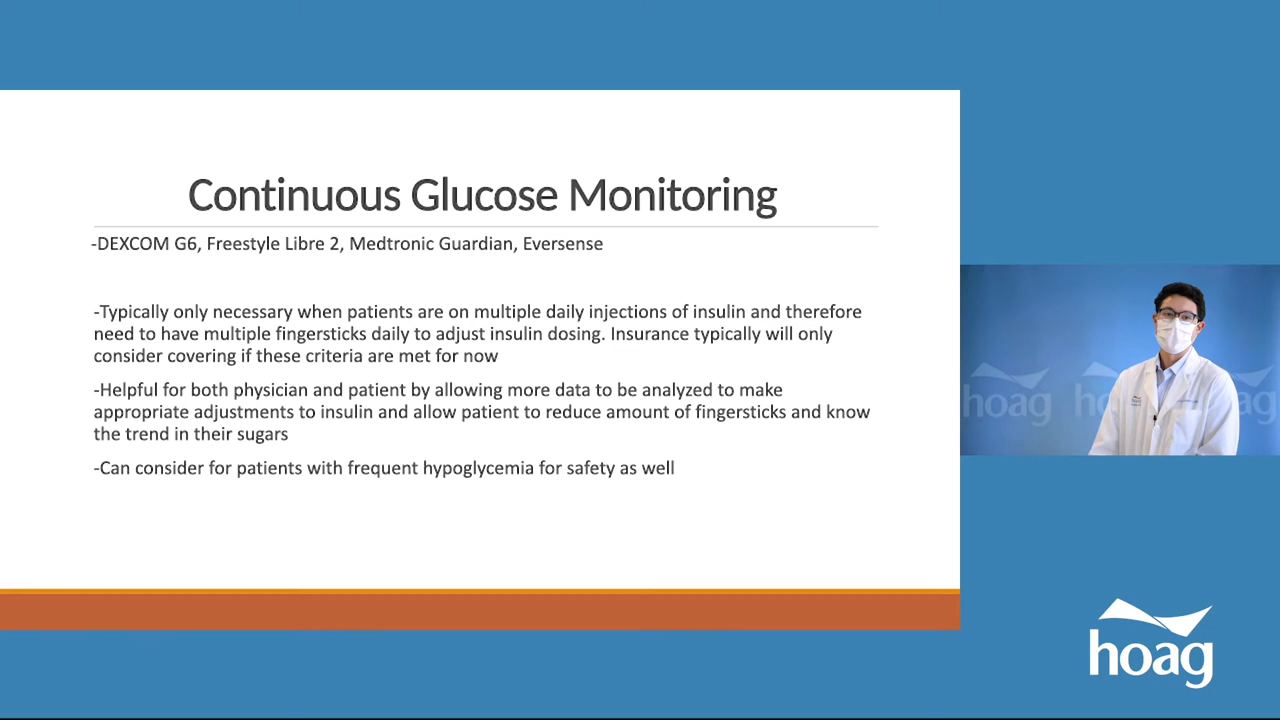 Continuous Glucose Monitoring
-DEXCOM G6, Freestyle Libre 2, Medtronic Guardian, Eversense
-Typically only necessary when patients are on multiple daily injections of insulin and therefore
need to have multiple fingersticks daily to adjust insulin dosing. Insurance typically will only
consider covering if these criteria are met for now
-Helpful for both physician and patient by allowing more data to be analyzed to make
appropriate adjustments to insulin and allow patient to reduce amount of fingersticks and know
the trend in their sugars
-Can consider for patients with frequent hypoglycemia for safety as well
hoag
hoag